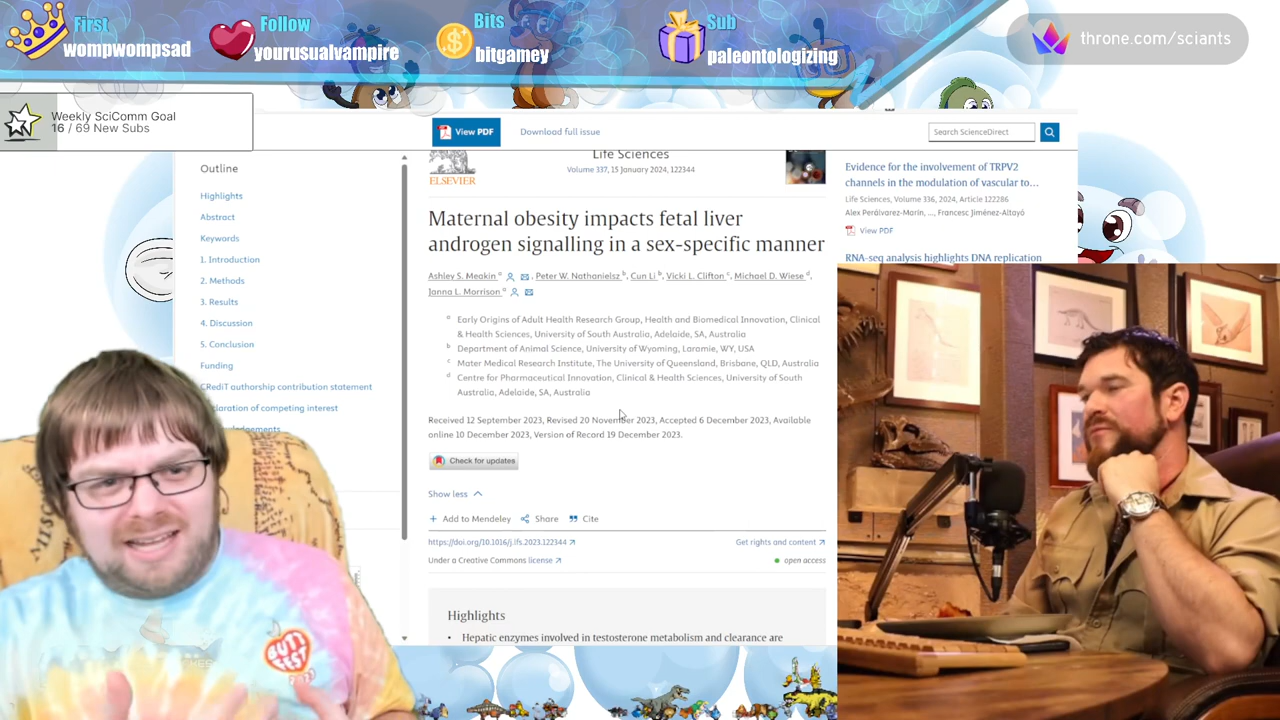 First
wompwompsad
Follow
yourusualvampire
Bits
bitgamey
Sub
paleontologizing
throne.com/sciants
Weekly SciComm Goal
16 / 69 New Subs
View PDF
Download full issue
Search ScienceDirect
Outline
Highlights
Abstract
Keywords
1. Introduction
2. Methods
3. Results
4. Discussion
5. Conclusion
Funding
CRediT authorship contribution statement
claration of competing interest
ELSEVIER
Life Sciences
Volume 337, 15 January 2024, 122344
Maternal obesity impacts fetal liver
androgen signalling in a sex-specific manner
Ashley S. Meakin a, Peter W. Nathanielsz b, Cun Li b, Vicki L. Clifton c, Michael D. Wiese d,
Janna L. Morrison a
a Early Origins of Adult Health Research Group, Health and Biomedical Innovation, Clinical
& Health Sciences, University of South Australia, Adelaide, SA, Australia
b Department of Animal Science, University of Wyoming, Laramie, WY, USA
c Mater Medical Research Institute, The University of Queensland, Brisbane, QLD, Australia
d Centre for Pharmaceutical Innovation, Clinical & Health Sciences, University of South
Australia, Adelaide, SA, Australia
Received 12 September 2023, Revised 20 November 2023, Accepted 6 December 2023, Available
online 10 December 2023, Version of Record 19 December 2023.
Check for updates
Show less
Add to Mendeley
Share
Cite
https://doi.org/10.1016/j.lfs.2023.122344
Get rights and content
Under a Creative Commons license
open access
Highlights
• Hepatic enzymes involved in testosterone metabolism and clearance are
Evidence for the involvement of TRPV2
channels in the modulation of vascular to…
Life Sciences, Volume 336, 2024, Article 122286
Alex Perálvarez-Marín, …, Francesc Jiménez-Altayó
View PDF
RNA-seq analysis highlights DNA replication
BUTT
FEST